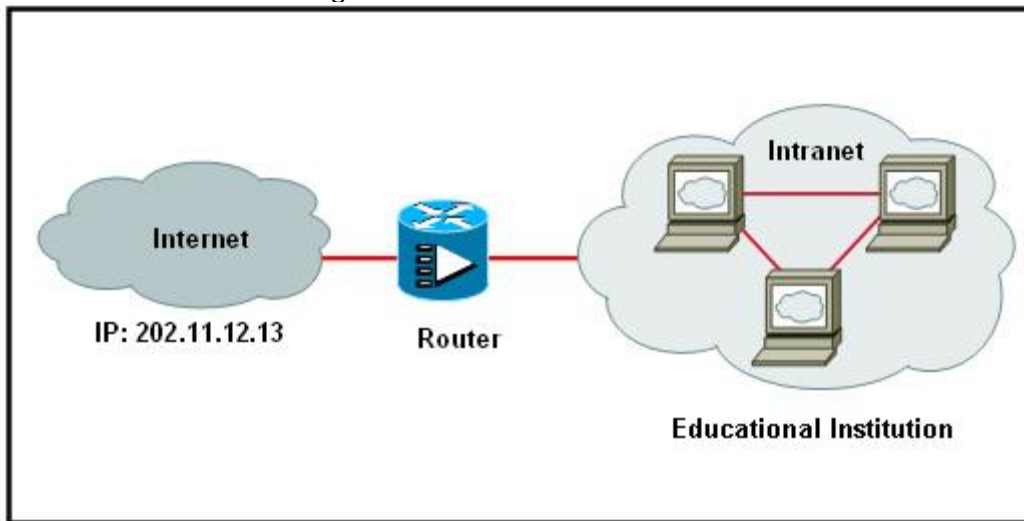 Intranet
Internet
IP: 202.11.12.13
Router
Educational Institution